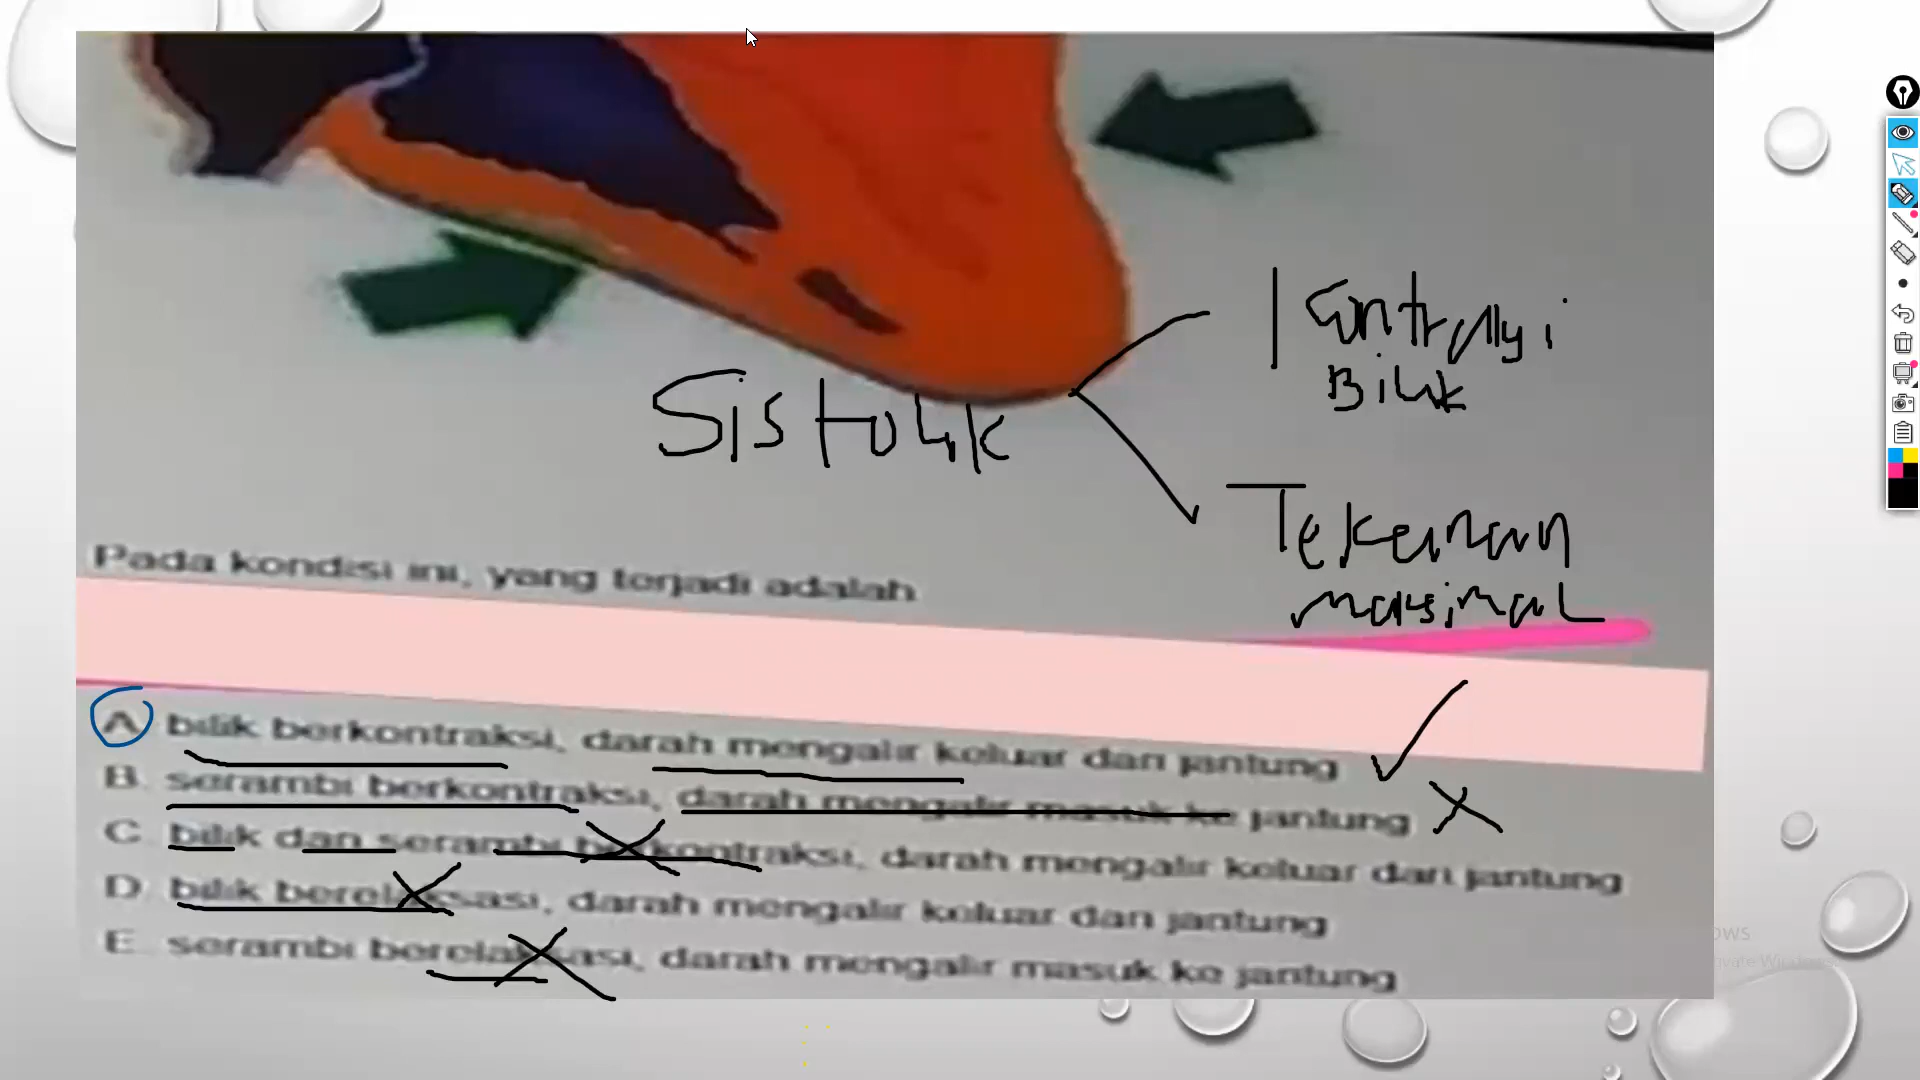 Kontraksi
Bilik
Sistolik
Tekanan
maksimal
Pada kondisi ini, yang terjadi adalah
A. bilik berkontraksi, darah mengalir keluar dari jantung
B. serambi berkontraksi, darah mengalir masuk ke jantung
C. bilik dan serambi berkontraksi, darah mengalir keluar dari jantung
D. bilik berelaksasi, darah mengalir keluar dari jantung
E. serambi berelaksasi, darah mengalir masuk ke jantung